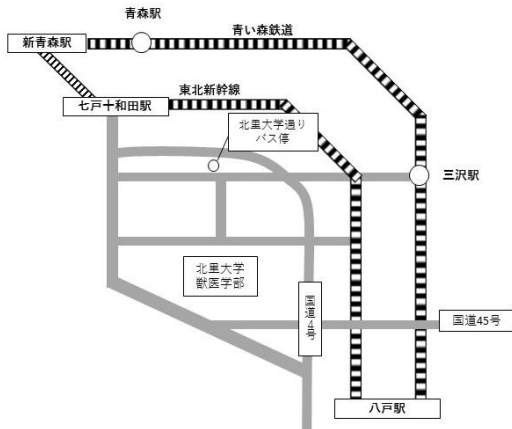 青森駅
青い森鉄道
新青森駅
東北新幹線
七戸十和田駅
北里大学通り
バス停
三沢駅
北里大学
獣医学部
国道4号
国道45号
八戸駅